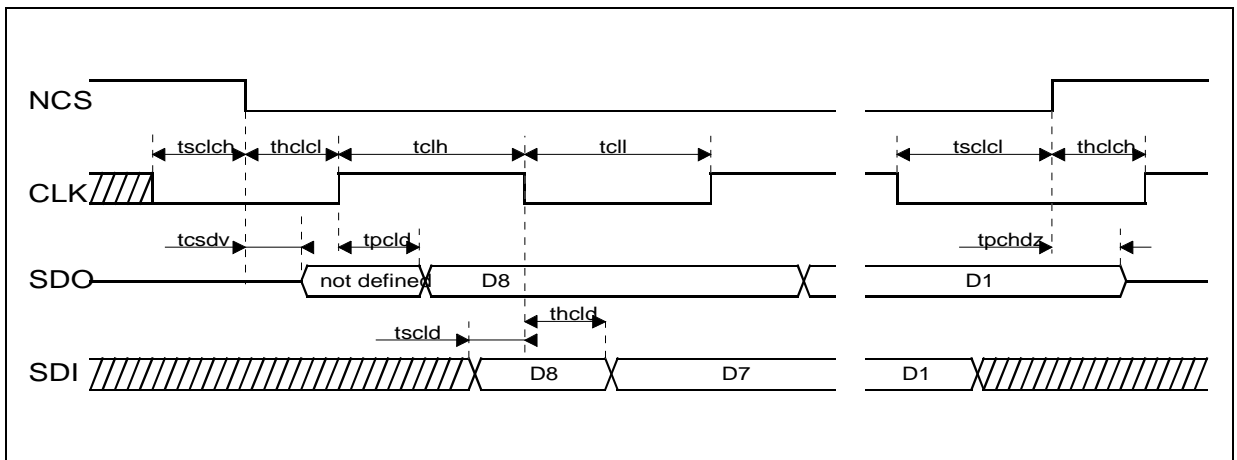 NCS
tsclch thclcl tclh tcll tsclcl thclch
CLK
tcsdv tpcld tpchdz
SDO not defined D8 D1
thcld
tscld
SDI D8 D7 D1